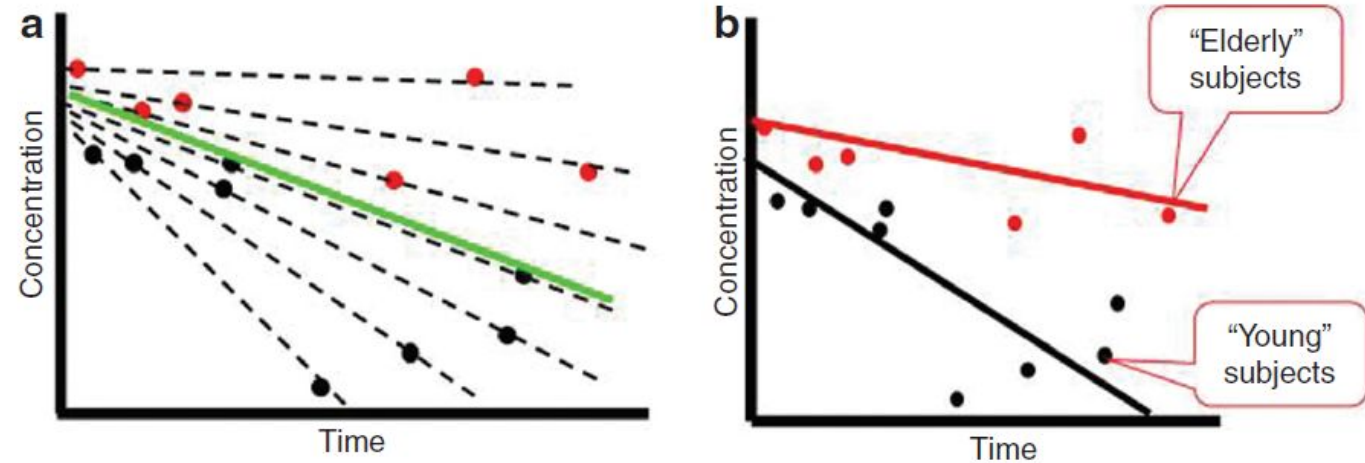 a
Concentration
Time
b
Concentration
Time
“Elderly”
subjects
“Young”
subjects